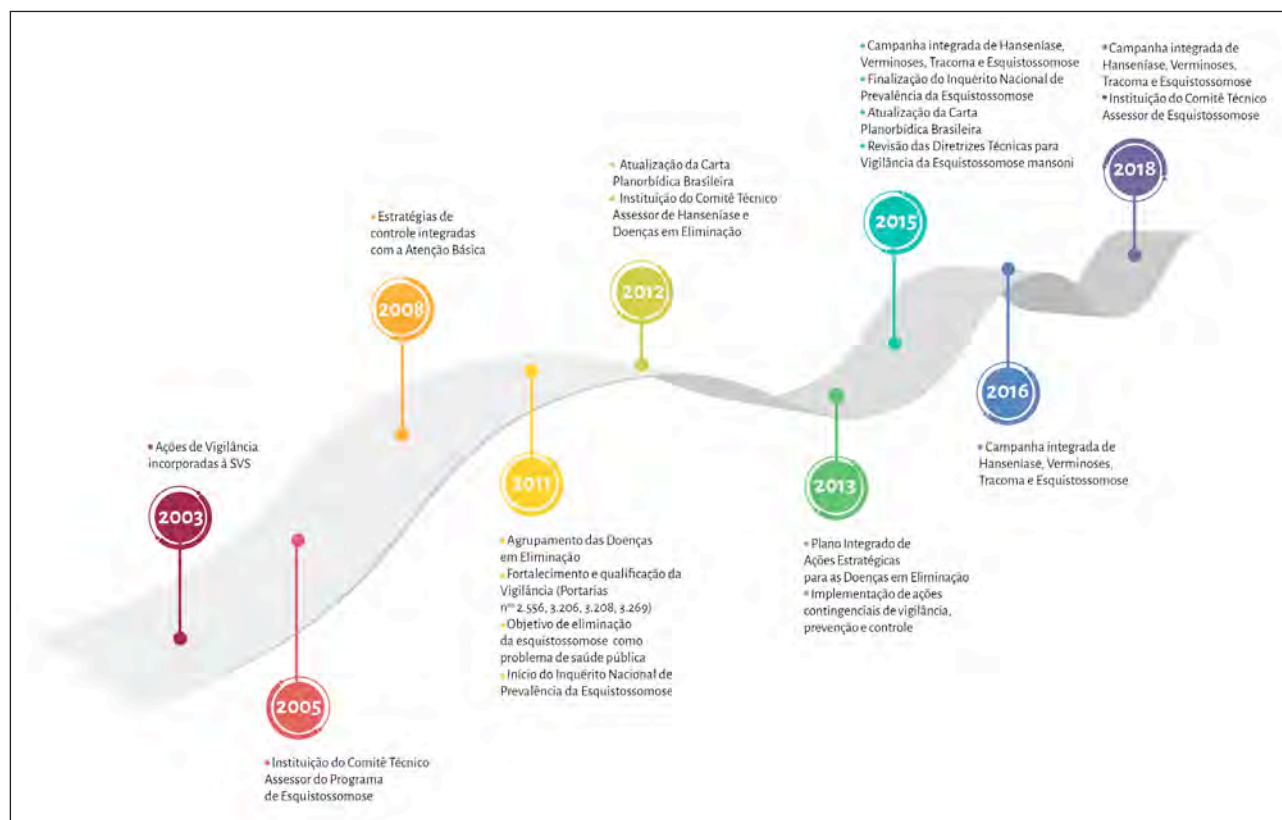 2003
• Ações de Vigilância
incorporadas à SVS
2005
• Instituição do Comitê Técnico
Assessor do Programa
de Esquistossomose
2008
• Estratégias de
controle integradas
com a Atenção Básica
2011
• Agrupamento das Doenças
em Eliminação
• Fortalecimento e qualificação da
Vigilância (Portarias
nºˢ 2.556, 3.206, 3.208, 3.269)
• Objetivo de eliminação
da esquistossomose como
problema de saúde pública
• Início do Inquérito Nacional de
Prevalência da Esquistossomose
2012
• Atualização da Carta
Planorbídica Brasileira
• Instituição do Comitê Técnico
Assessor de Hanseníase e
Doenças em Eliminação
2013
• Plano Integrado de
Ações Estratégicas
para as Doenças em Eliminação
• Implementação de ações
contingenciais de vigilância,
prevenção e controle
2015
• Campanha integrada de Hanseníase,
Verminoses, Tracoma e Esquistossomose
• Finalização do Inquérito Nacional de
Prevalência da Esquistossomose
• Atualização da Carta
Planorbídica Brasileira
• Revisão das Diretrizes Técnicas para
Vigilância da Esquistossomose mansoni
2016
• Campanha integrada de
Hanseníase, Verminoses,
Tracoma e Esquistossomose
2018
• Campanha integrada de
Hanseníase, Verminoses,
Tracoma e Esquistossomose
• Instituição do Comitê Técnico
Assessor de Esquistossomose